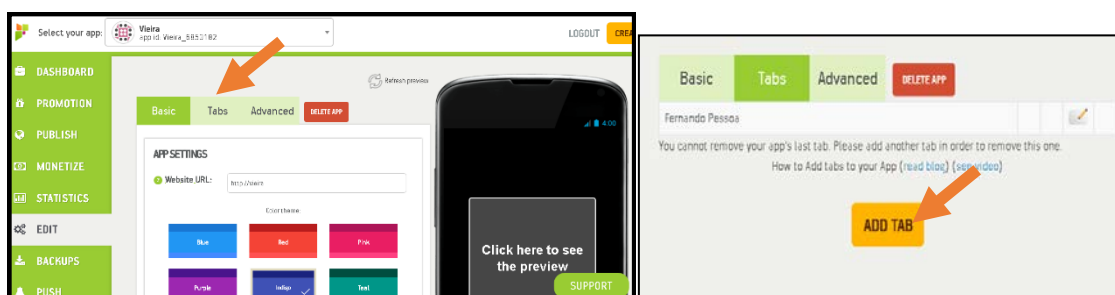 Select your app:
Vieira
app id: Vieira_6850182
LOGOUT
CREA
DASHBOARD
PROMOTION
PUBLISH
MONETIZE
STATISTICS
EDIT
BACKUPS
PUSH
Refresh preview
Basic Tabs Advanced DELETE APP
APP SETTINGS
Website URL:
Color theme:
Blue Red Pink
Purple Indigo Teal
4:00
Click here to see
the preview
SUPPORT
Basic Tabs Advanced DELETE APP
Fernando Pessoa
You cannot remove your app's last tab. Please add another tab in order to remove this one.
How to Add tabs to your App (read blog) (see video)
ADD TAB